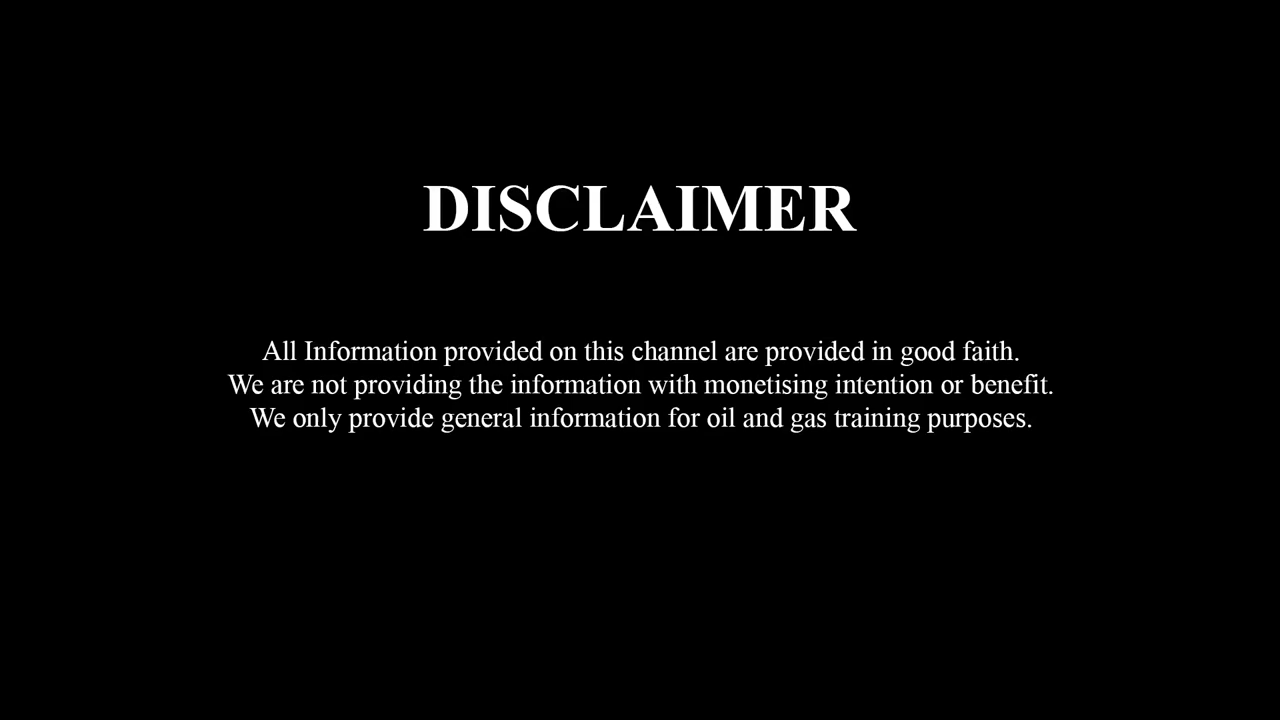 DISCLAIMER
All Information provided on this channel are provided in good faith.
We are not providing the information with monetising intention or benefit.
We only provide general information for oil and gas training purposes.